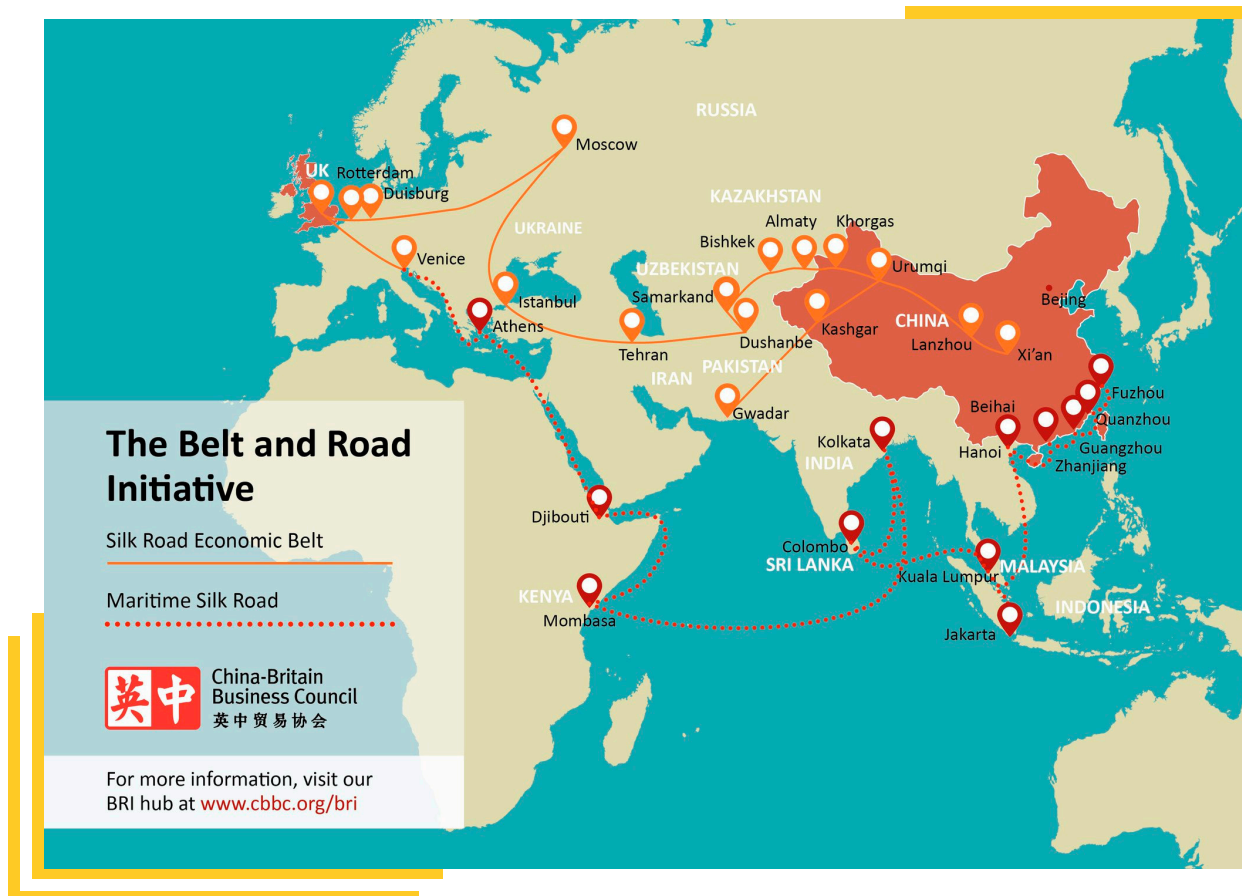 RUSSIA
Moscow
UK
Rotterdam
Duisburg
KAZAKHSTAN
Almaty
Khorgas
UKRAINE
Bishkek
Venice
Urumqi
UZBEKISTAN
Samarkand
Istanbul
Bejing
Athens
Kashgar
CHINA
Dushanbe
Lanzhou
Tehran
Xi'an
PAKISTAN
IRAN
Gwadar
Fuzhou
Beihai
Quanzhou
Kolkata
Hanoi
Guangzhou
INDIA
Zhanjiang
The Belt and Road
Initiative
Silk Road Economic Belt
Maritime Silk Road
Djibouti
Colombo
SRI LANKA
Kuala Lumpur
MALAYSIA
KENYA
INDONESIA
Mombasa
Jakarta
英中
China-Britain
Business Council
英中贸易协会
For more information, visit our
BRI hub at www.cbbc.org/bri